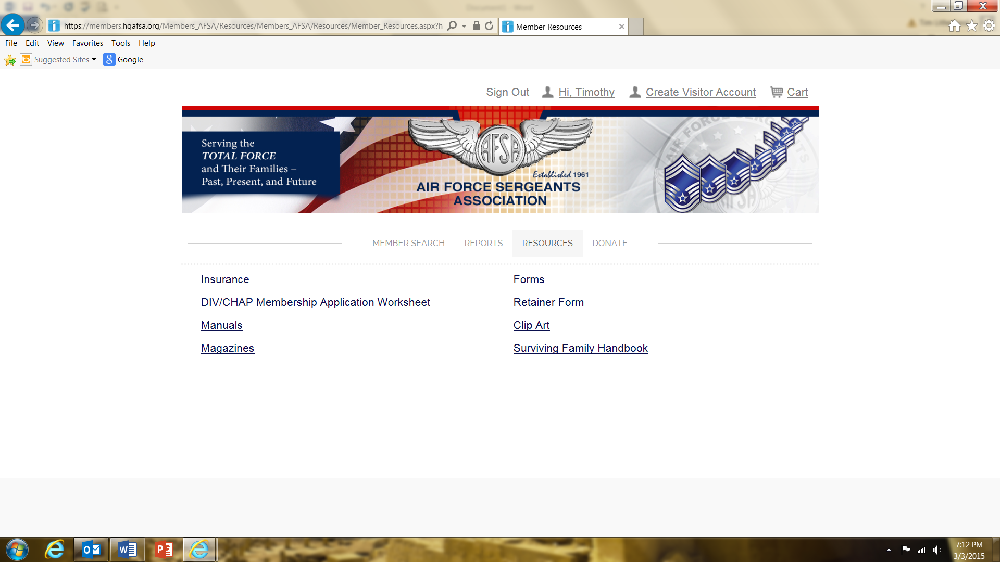 Document1 - Word
https://members.hqafsa.org/Members_AFSA/Resources/Members_AFSA/Resources/Member_Resources.aspx?h
Member Resources
File Edit View Favorites Tools Help
Suggested Sites Google
Sign Out Hi, Timothy Create Visitor Account Cart
Serving the
TOTAL FORCE
and Their Families –
Past, Present, and Future
AFSA
Established 1961
AIR FORCE SERGEANTS
ASSOCIATION
AIR FORCE SERGEANTS
AFSA
MEMBER SEARCH REPORTS RESOURCES DONATE
Insurance Forms
DIV/CHAP Membership Application Worksheet Retainer Form
Manuals Clip Art
Magazines Surviving Family Handbook
7:12 PM
3/3/2015